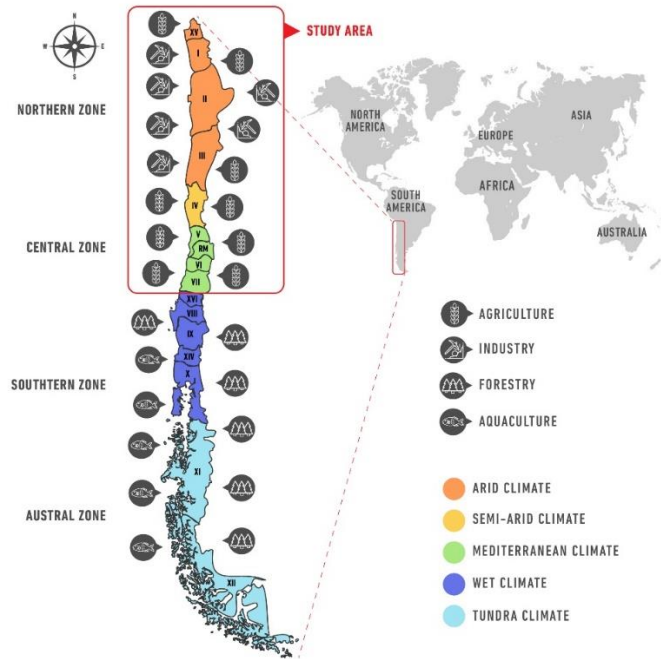 N
W
E
S
STUDY AREA
NORTHERN ZONE
CENTRAL ZONE
SOUTHTERN ZONE
AUSTRAL ZONE
XV
I
II
III
IV
V
RM
VI
VII
XVI
VIII
IX
XIV
X
XI
XII
NORTH
AMERICA
SOUTH
AMERICA
EUROPE
AFRICA
ASIA
AUSTRALIA
AGRICULTURE
INDUSTRY
FORESTRY
AQUACULTURE
ARID CLIMATE
SEMI-ARID CLIMATE
MEDITERRANEAN CLIMATE
WET CLIMATE
TUNDRA CLIMATE